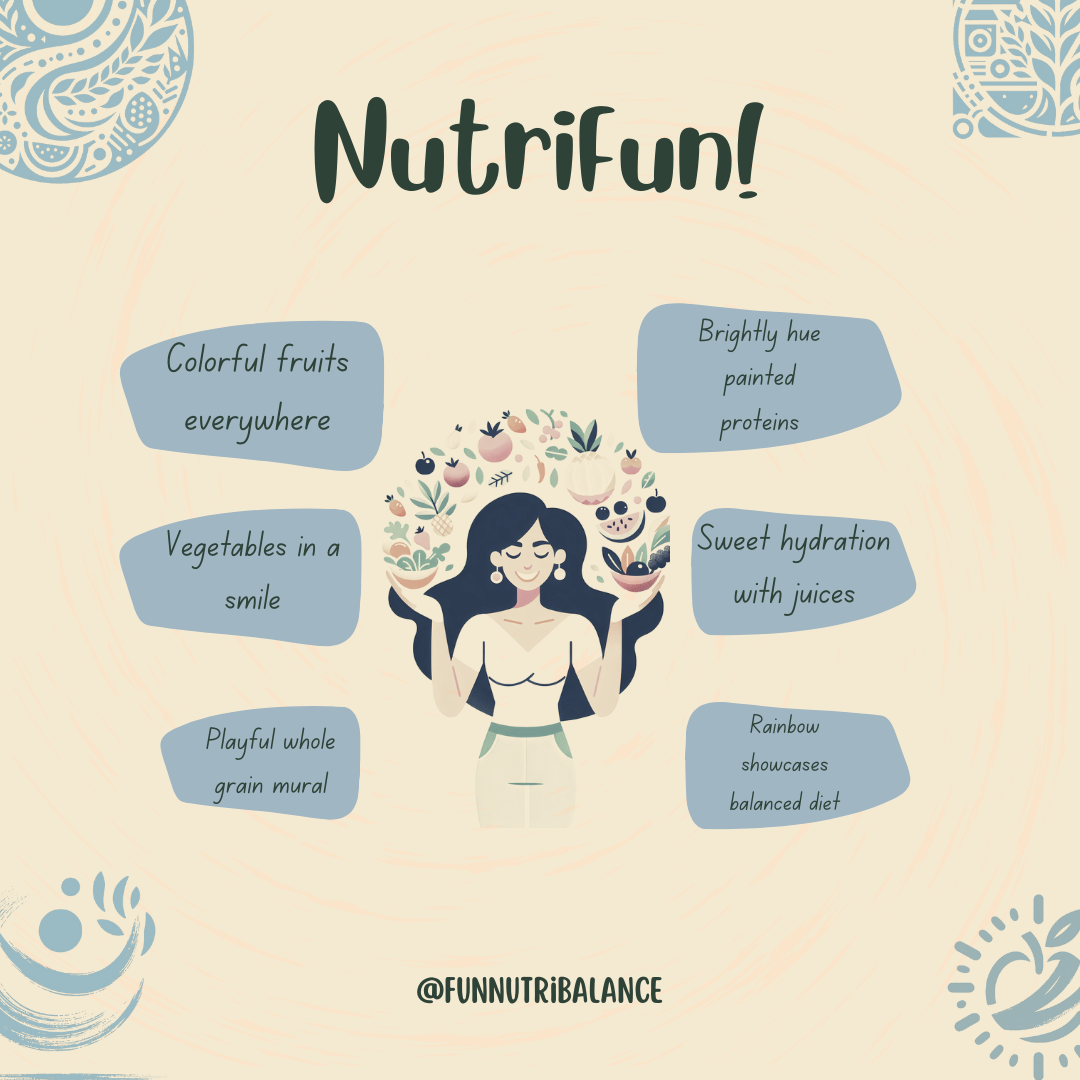 Nutrifun!
Colorful fruits
everywhere
Brightly hue
painted
proteins
Vegetables in a
smile
Sweet hydration
with juices
Playful whole
grain mural
Rainbow
showcases
balanced diet
@FUNNUTRIBALANCE